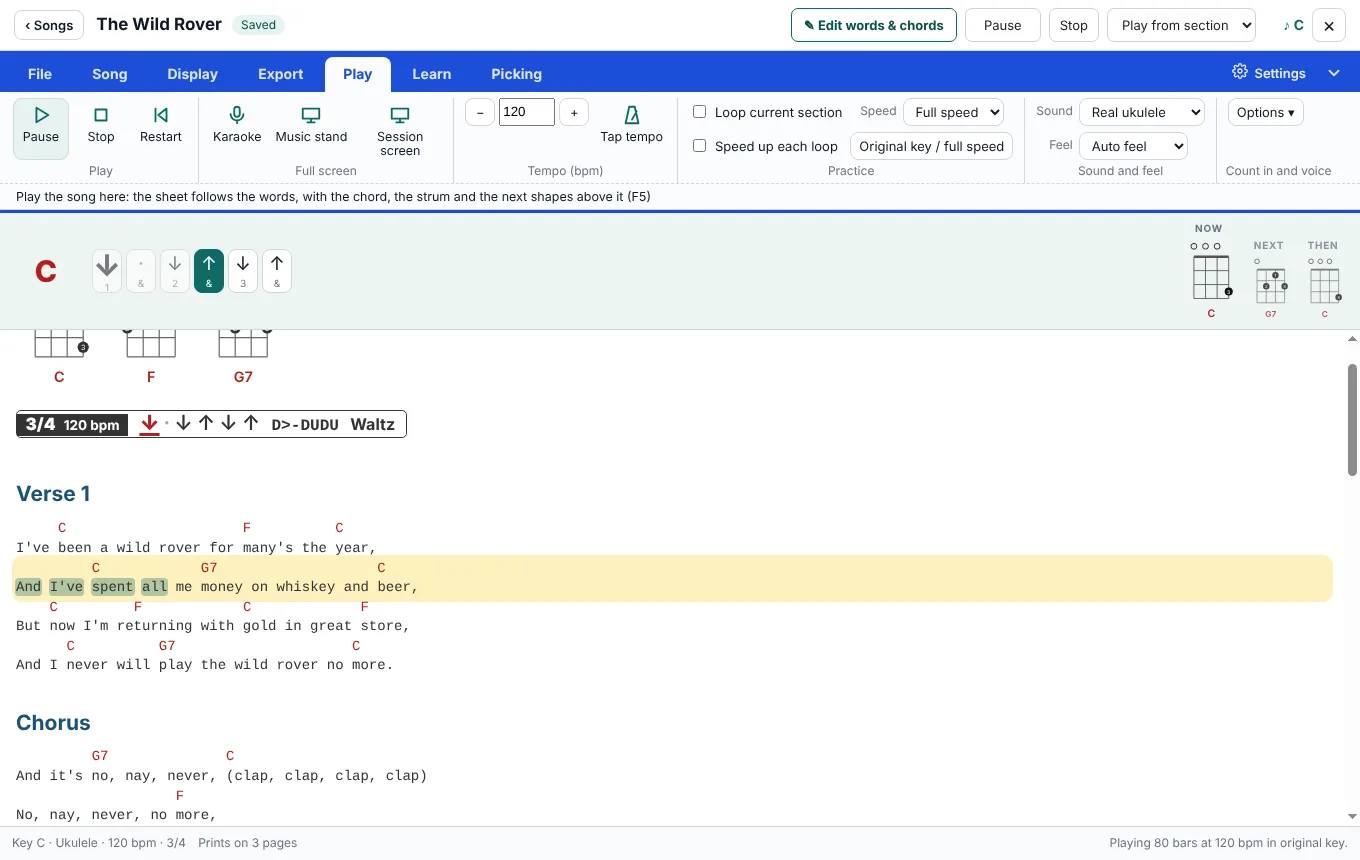 ‹ Songs The Wild Rover Saved ✎ Edit words & chords Pause Stop Play from section ♪ C ✕
File Song Display Export Play Learn Picking Settings
Pause Stop Restart Karaoke Music stand Session screen − 120 + Tap tempo Loop current section Speed Full speed Sound Real ukulele Options ▾
Speed up each loop Original key / full speed Feel Auto feel
Play Full screen Tempo (bpm) Practice Sound and feel Count in and voice
Play the song here: the sheet follows the words, with the chord, the strum and the next shapes above it (F5)
C 1 & 2 & 3 &
NOW NEXT THEN
3 1 2 3 3
C G7 C
3
C F G7
3/4 120 bpm D>-DUDU Waltz
Verse 1
C F C
I've been a wild rover for many's the year,
C G7 C
And I've spent all me money on whiskey and beer,
C F C F
But now I'm returning with gold in great store,
C G7 C
And I never will play the wild rover no more.
Chorus
G7 C
And it's no, nay, never, (clap, clap, clap, clap)
F
No, nay, never, no more,
Key C · Ukulele · 120 bpm · 3/4 Prints on 3 pages Playing 80 bars at 120 bpm in original key.